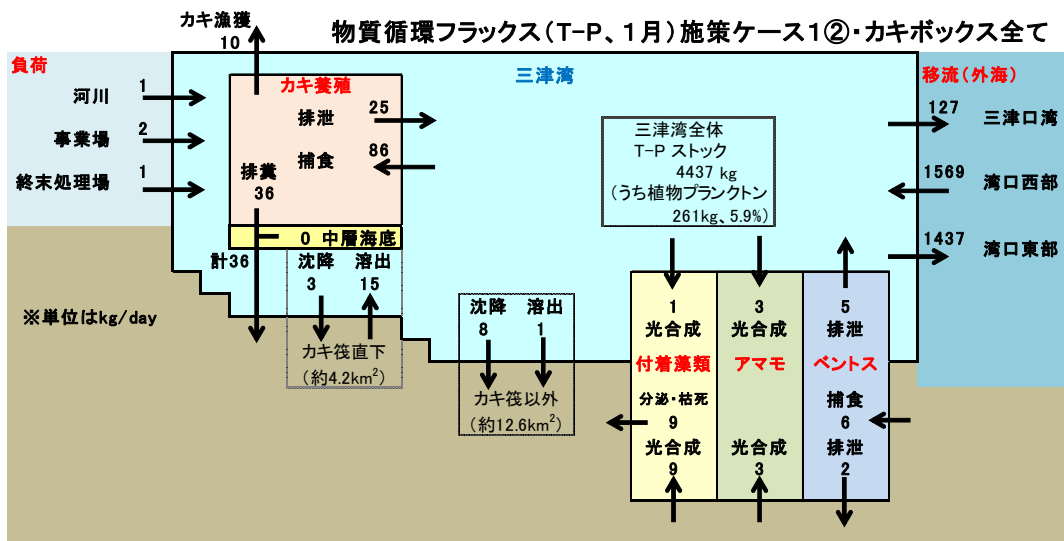 物質循環フラックス(T-P、1月)施策ケース1②・カキボックス全て
カキ漁獲
10
負荷
河川
1
事業場
2
終末処理場
1
カキ養殖
排泄
25
捕食
86
排糞
36
0 中層海底
計36
沈降
3
溶出
15
カキ筏直下
(約4.2km2)
※単位はkg/day
三津湾
三津湾全体
T-P ストック
4437 kg
(うち植物プランクトン
261kg、5.9%)
沈降
8
溶出
1
カキ筏以外
(約12.6km2)
1
光合成
付着藻類
分泌・枯死
9
光合成
9
3
光合成
アマモ
光合成
3
5
排泄
ベントス
捕食
6
排泄
2
移流(外海)
127
三津口湾
1569
湾口西部
1437
湾口東部